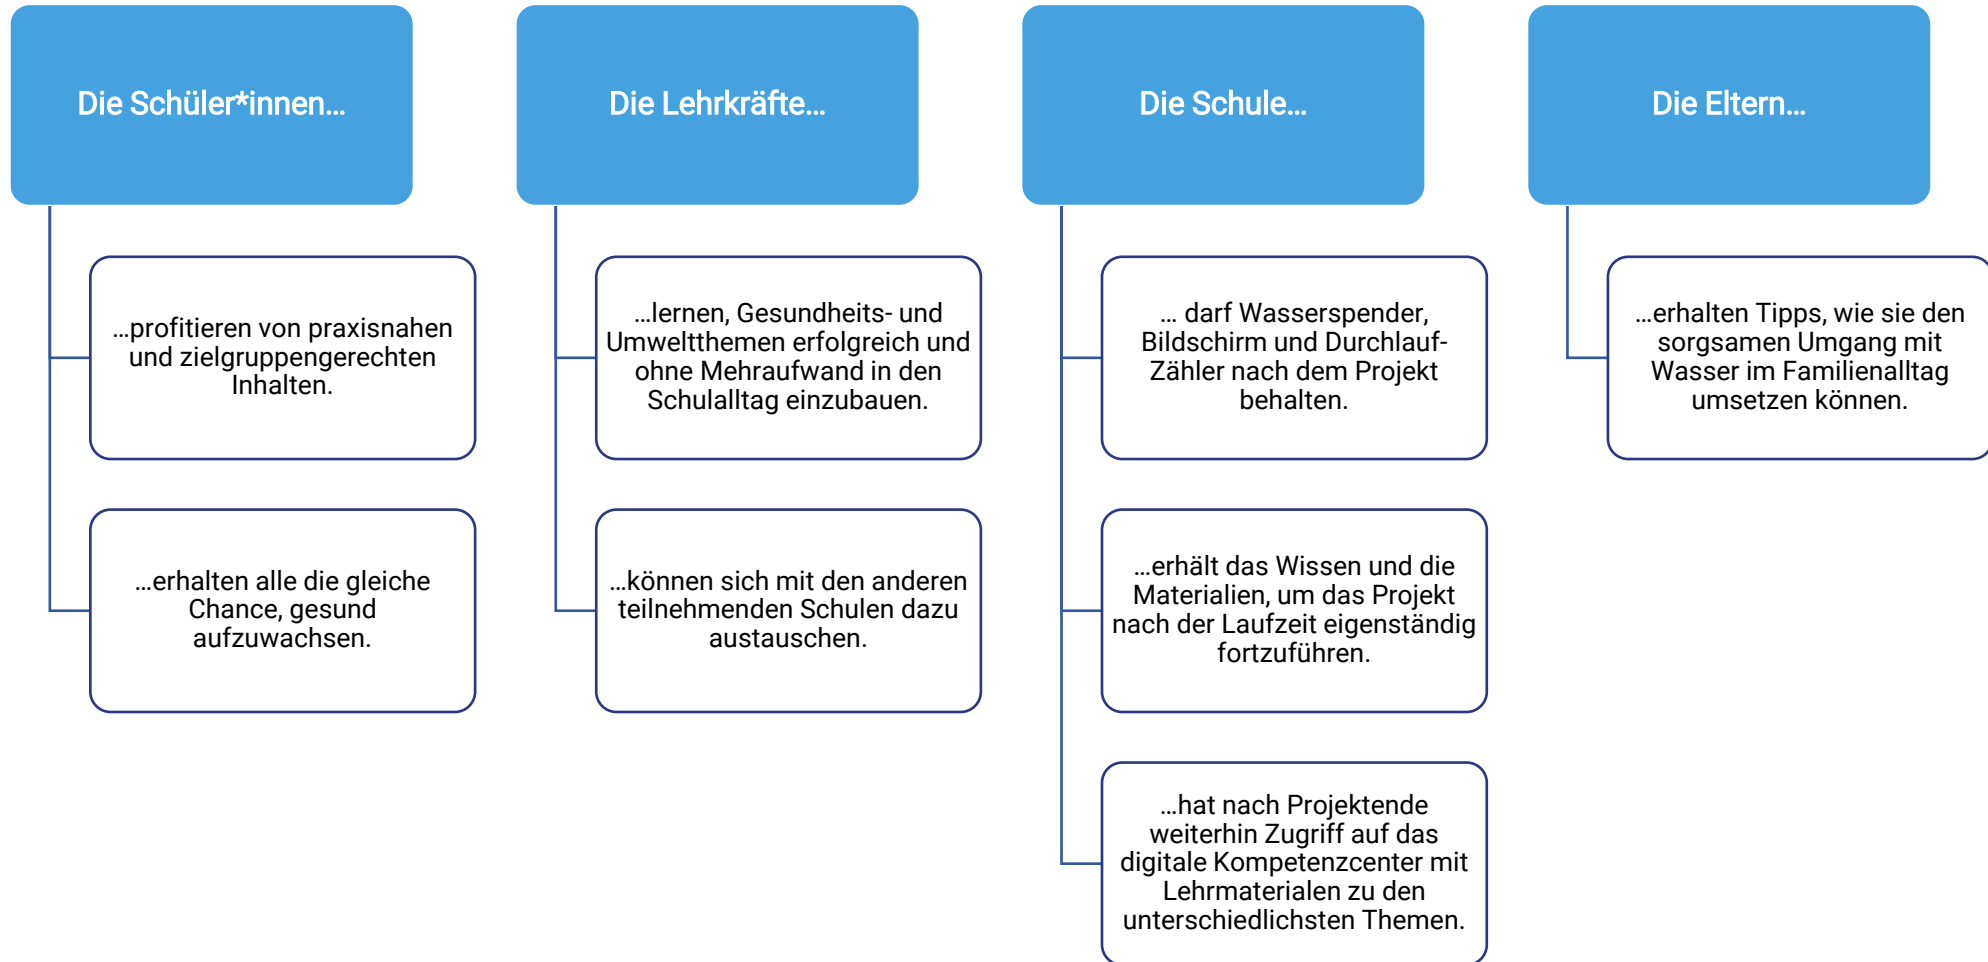 Die Schüler*innen...
...profitieren von praxisnahen
und zielgruppengerechten
Inhalten.
...erhalten alle die gleiche
Chance, gesund
aufzuwachsen.
Die Lehrkräfte...
...lernen, Gesundheits- und
Umweltthemen erfolgreich und
ohne Mehraufwand in den
Schulalltag einzubauen.
...können sich mit den anderen
teilnehmenden Schulen dazu
austauschen.
Die Schule...
... darf Wasserspender,
Bildschirm und Durchlauf-
Zähler nach dem Projekt
behalten.
...erhält das Wissen und die
Materialien, um das Projekt
nach der Laufzeit eigenständig
fortzuführen.
...hat nach Projektende
weiterhin Zugriff auf das
digitale Kompetenzcenter mit
Lehrmaterialen zu den
unterschiedlichsten Themen.
Die Eltern...
...erhalten Tipps, wie sie den
sorgsamen Umgang mit
Wasser im Familienalltag
umsetzen können.